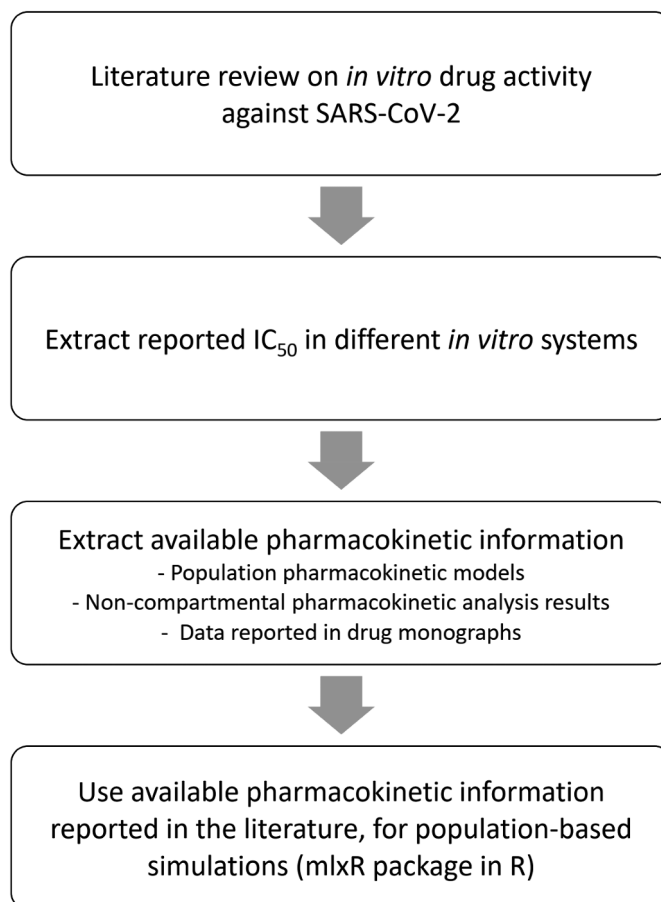 Literature review on in vitro drug activity
against SARS-CoV-2
Extract reported IC50 in different in vitro systems
Extract available pharmacokinetic information
- Population pharmacokinetic models
- Non-compartmental pharmacokinetic analysis results
- Data reported in drug monographs
Use available pharmacokinetic information
reported in the literature, for population-based
simulations (mlxR package in R)